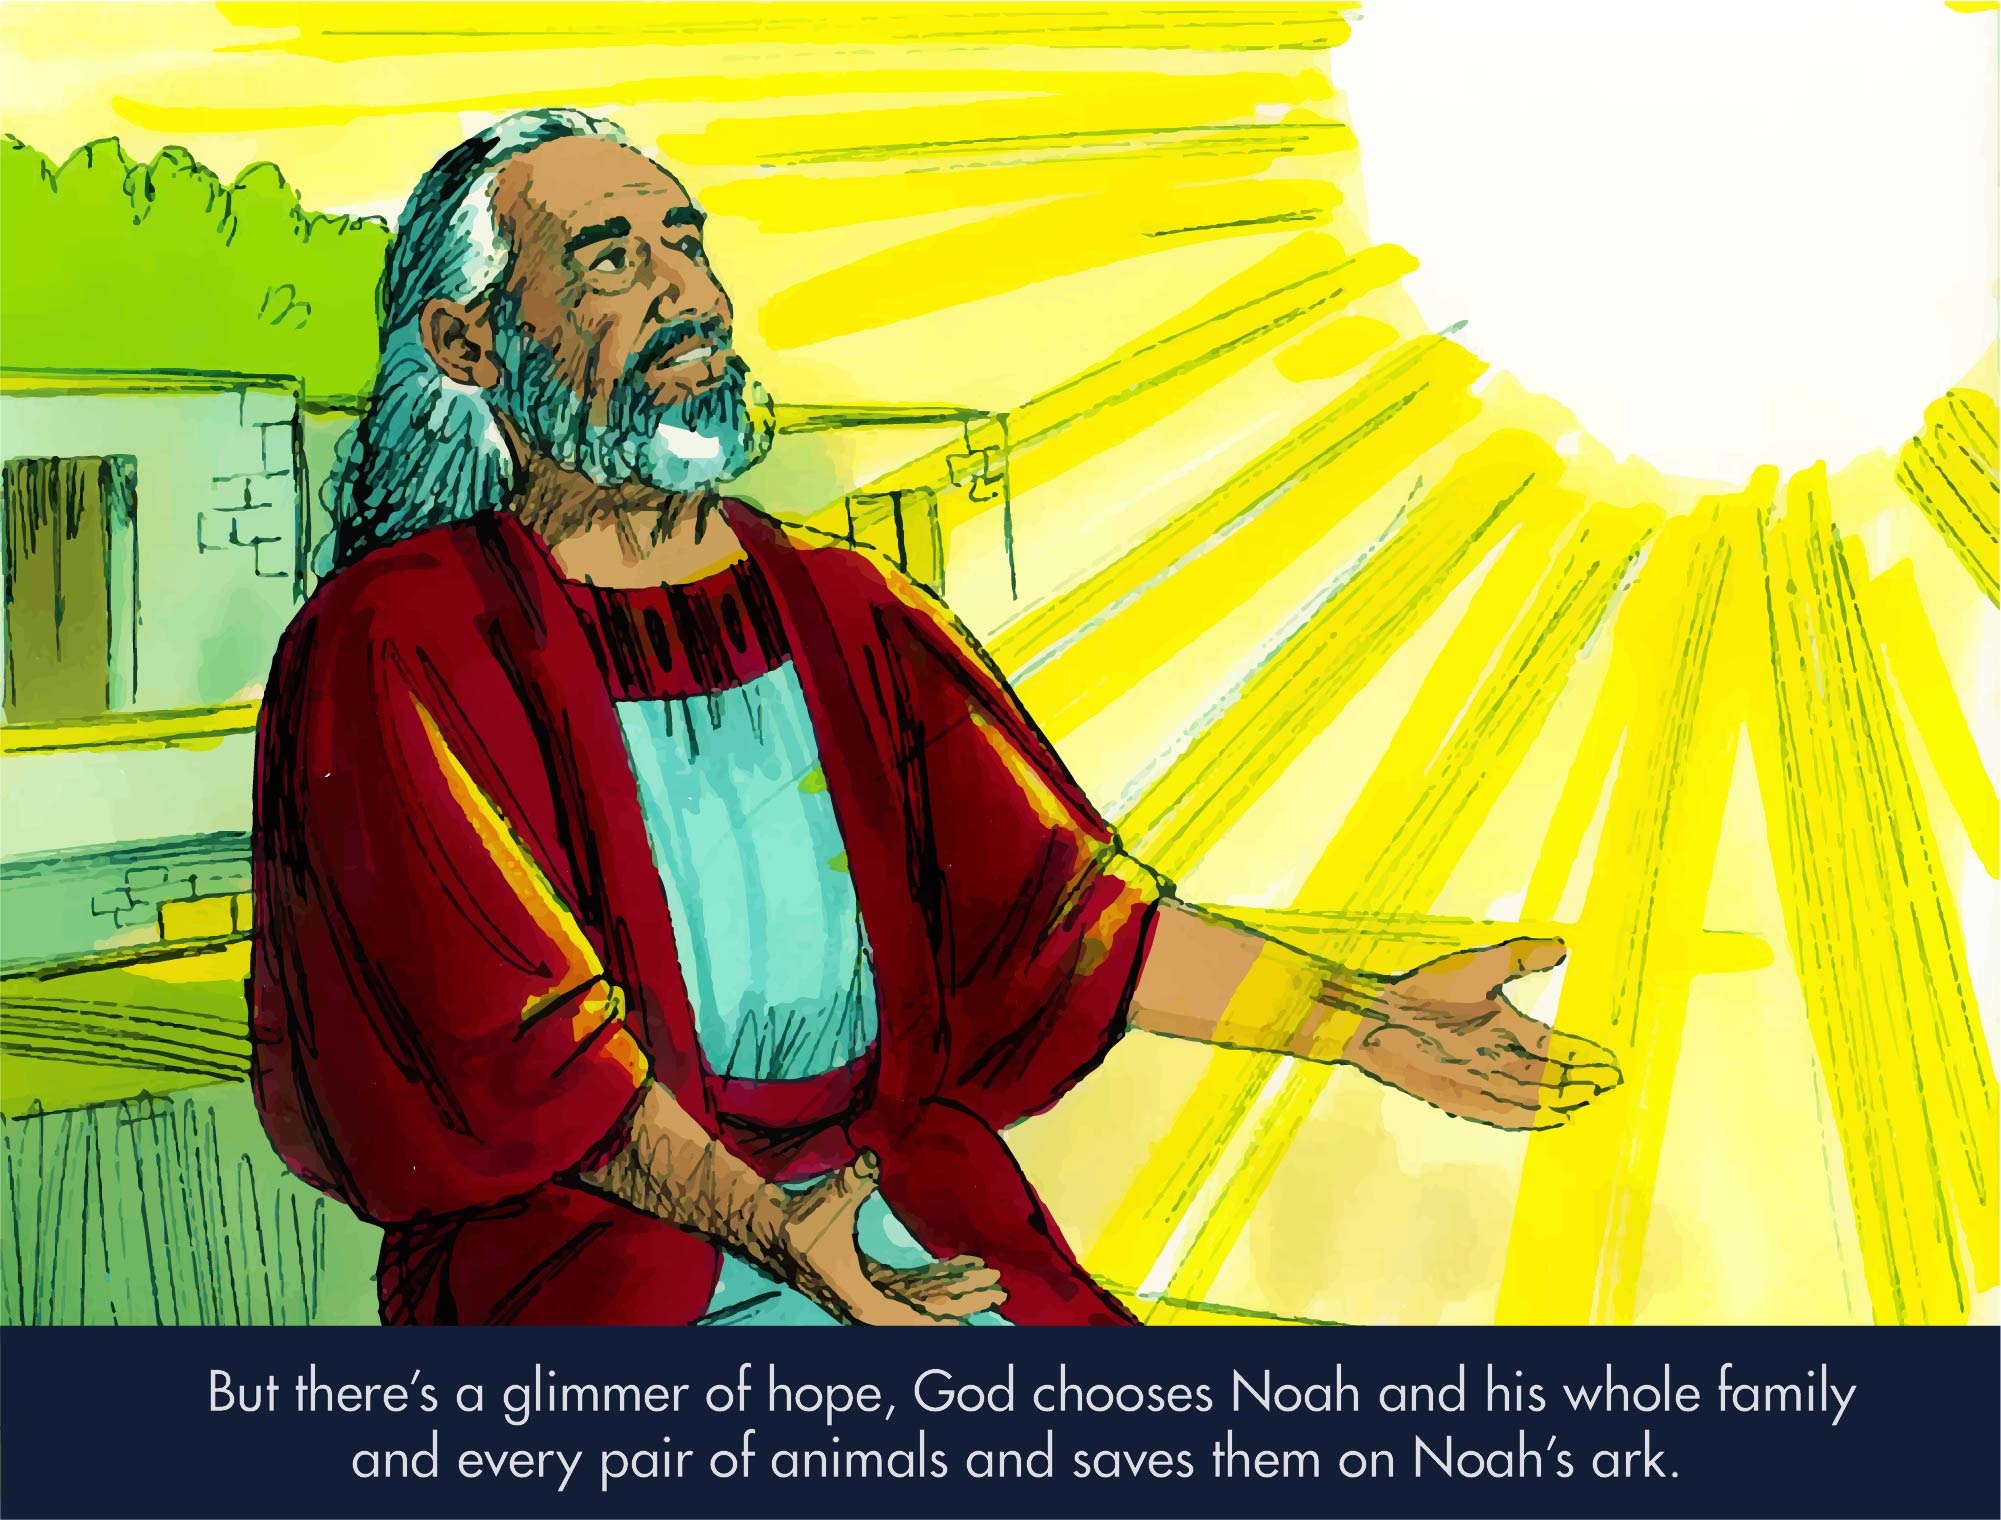 But there’s a glimmer of hope, God chooses Noah and his whole family
and every pair of animals and saves them on Noah’s ark.